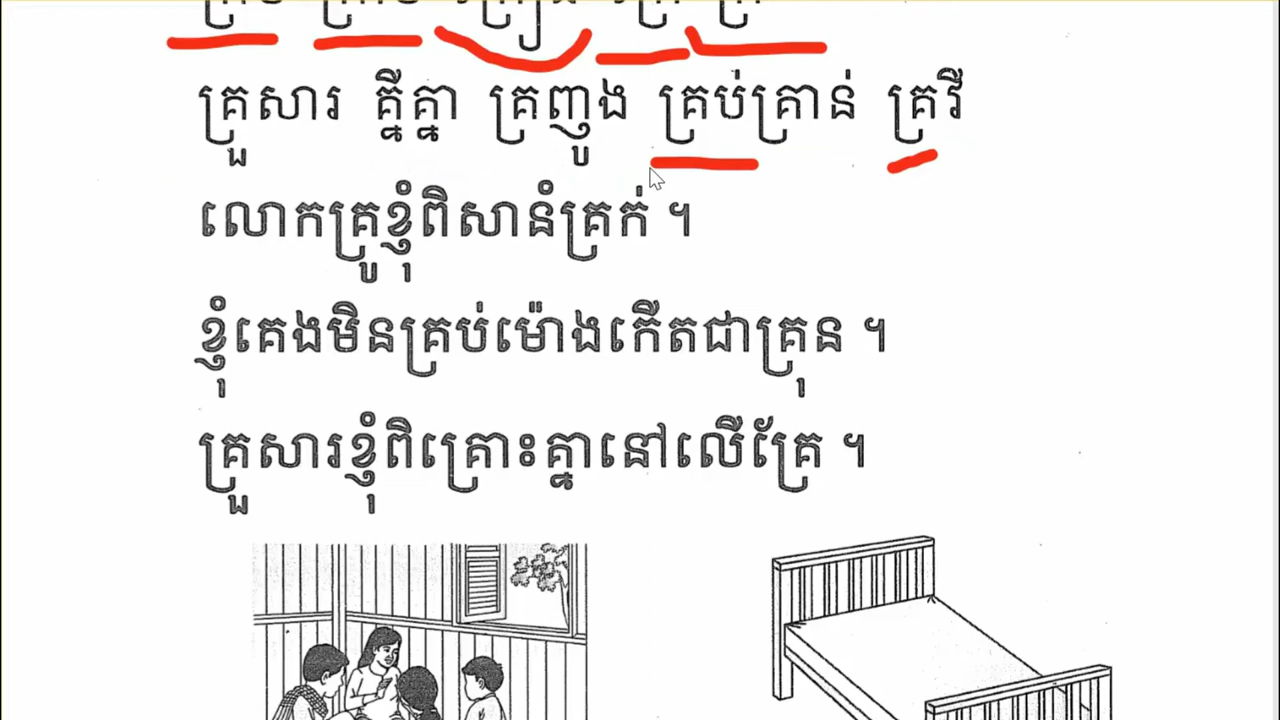 គ្រួសារ គ្នីគ្នា គ្រញូង គ្រប់គ្រាន់ គ្រវី
លោកគ្រូខ្ញុំពិសានំគ្រក់ ។
ខ្ញុំគេងមិនគ្រប់ម៉ោងកើតជាគ្រុន ។
គ្រួសារខ្ញុំពិគ្រោះគ្នានៅលើគ្រែ ។